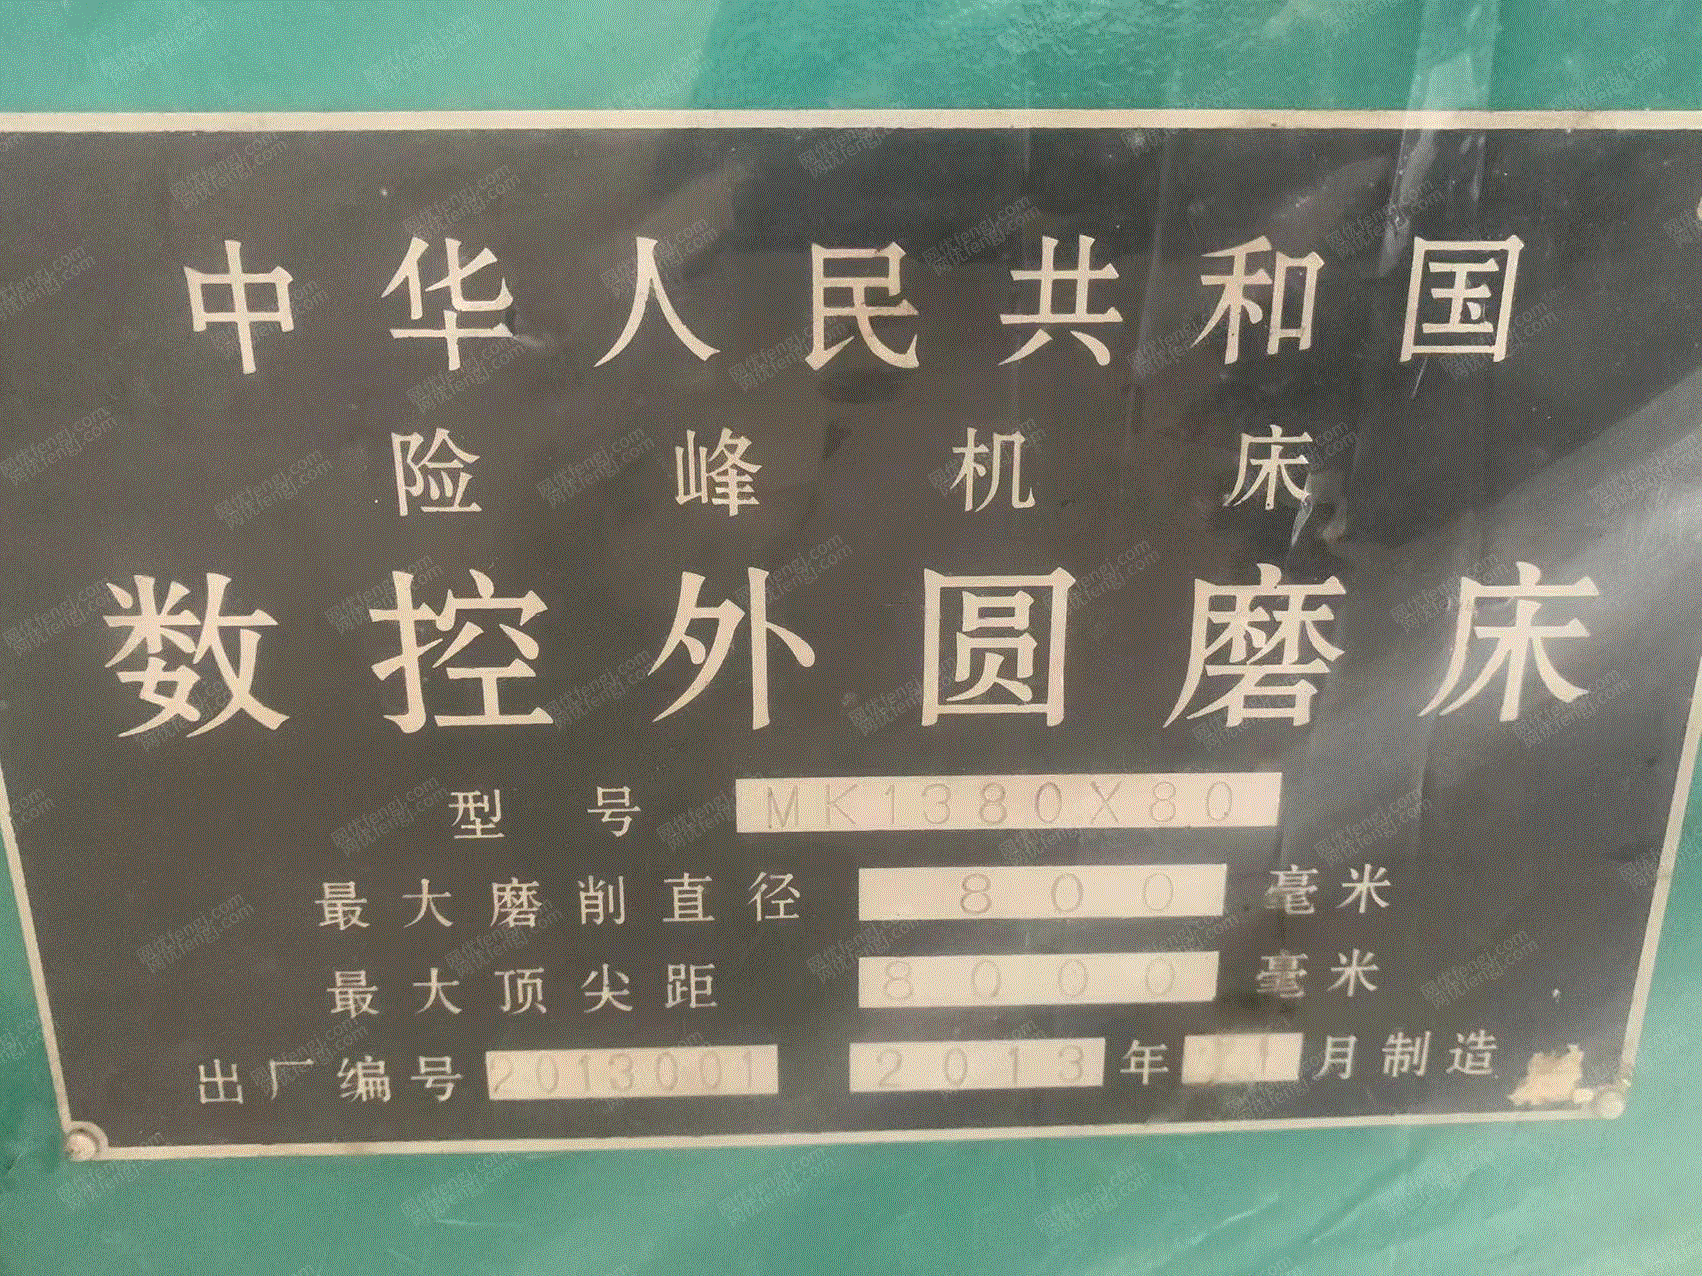 中华人民共和国
险峰机床
数控外圆磨床
型号 MK1380X80
最大磨削直径 800 毫米
最大顶尖距 8000 毫米
出厂编号 2013001 2013 年 月制造